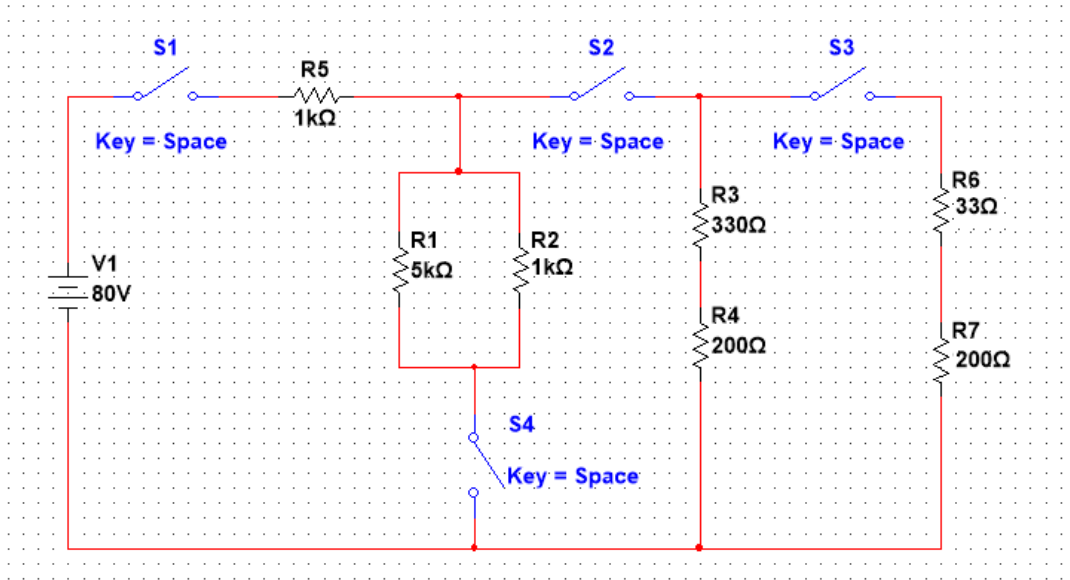 S1
R5
1kΩ
Key = Space
S2
Key = Space
S3
Key = Space
V1
80V
R1
5kΩ
R2
1kΩ
R3
330Ω
R4
200Ω
R6
33Ω
R7
200Ω
S4
Key = Space